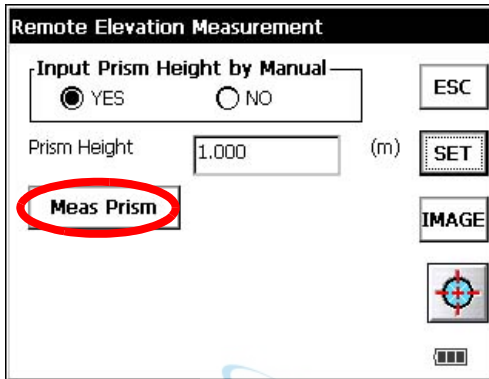 Remote Elevation Measurement
Input Prism Height by Manual
YES NO
ESC
Prism Height 1.000 (m)
SET
Meas Prism
IMAGE